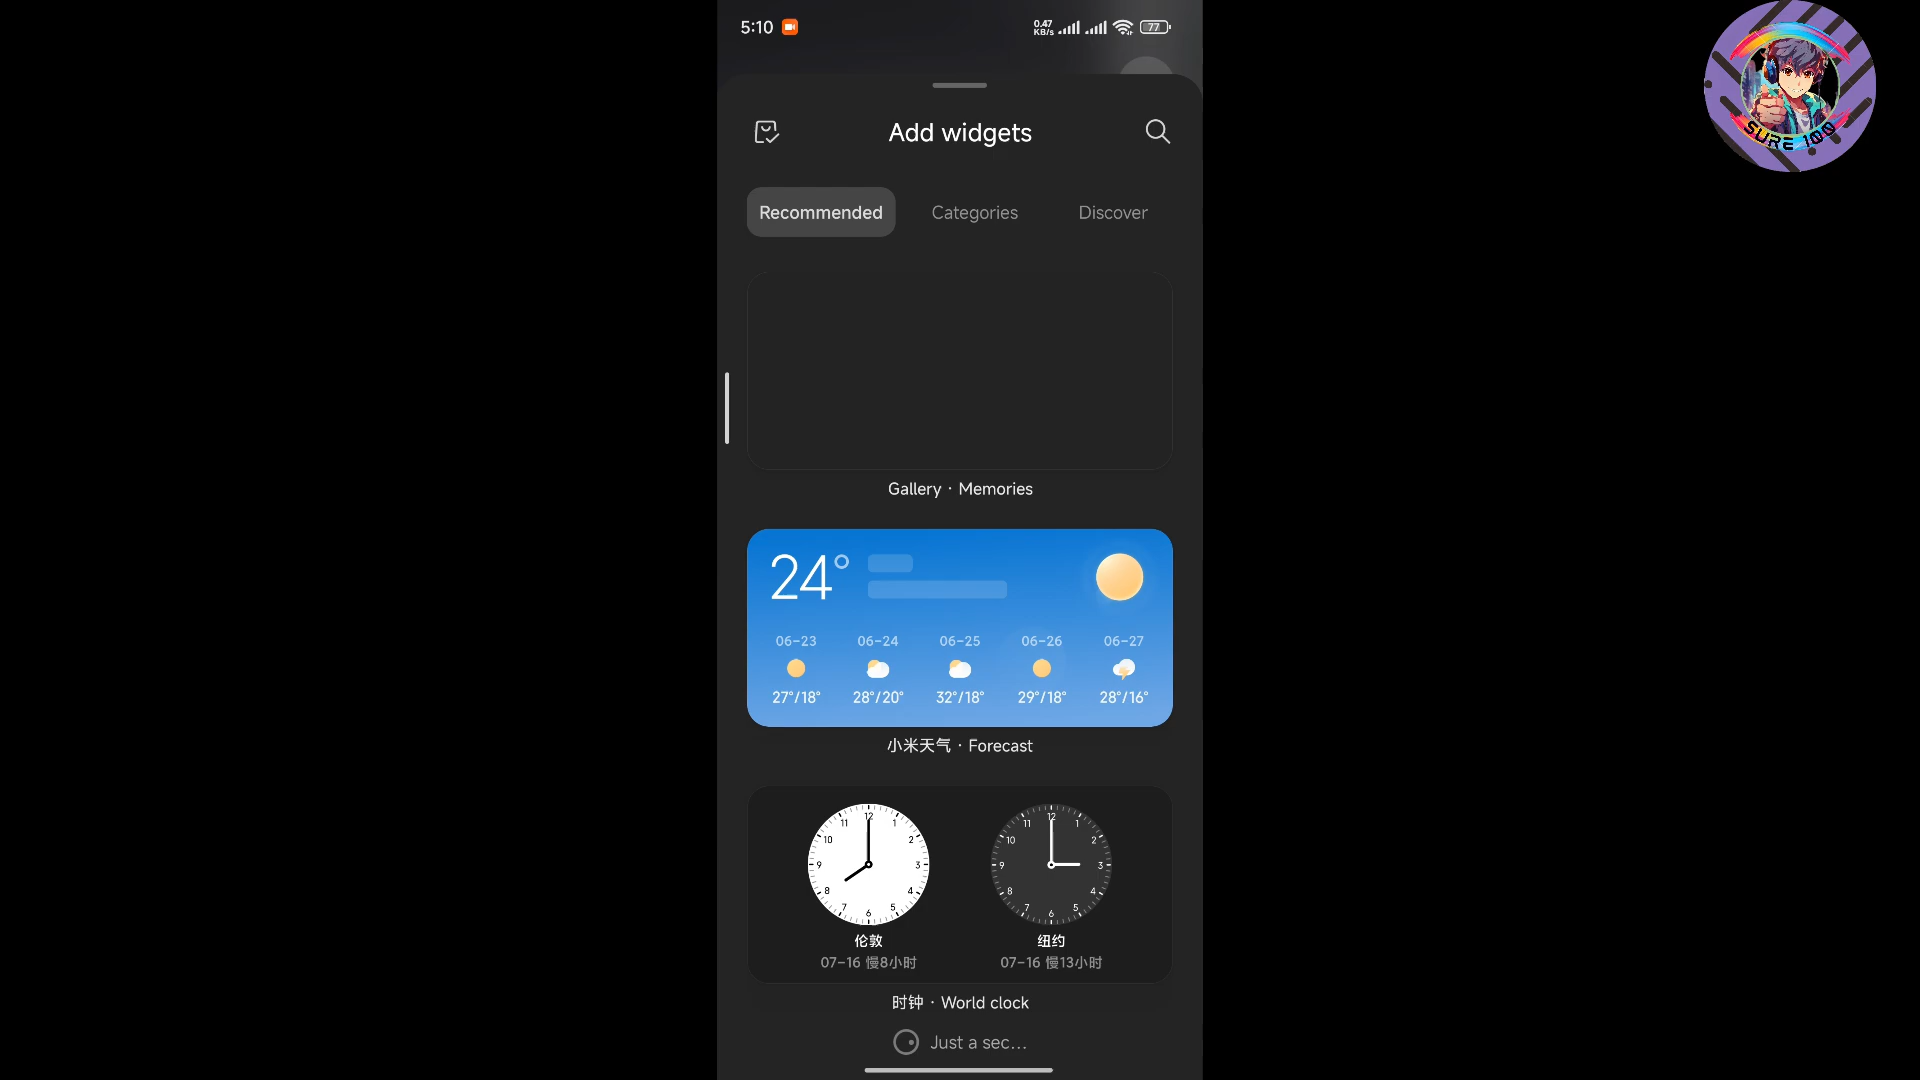 5:10
0.47 KB/s
77
SURE 100
Add widgets
Recommended Categories Discover
Gallery · Memories
24°
06-23 06-24 06-25 06-26 06-27
27°/18° 28°/20° 32°/18° 29°/18° 28°/16°
小米天气 · Forecast
12 1 2 3 4 5 6 7 8 9 10 11
12 1 2 3 4 5 6 7 8 9 10 11
伦敦 纽约
07-16 慢8小时 07-16 慢13小时
时钟 · World clock
Just a sec...